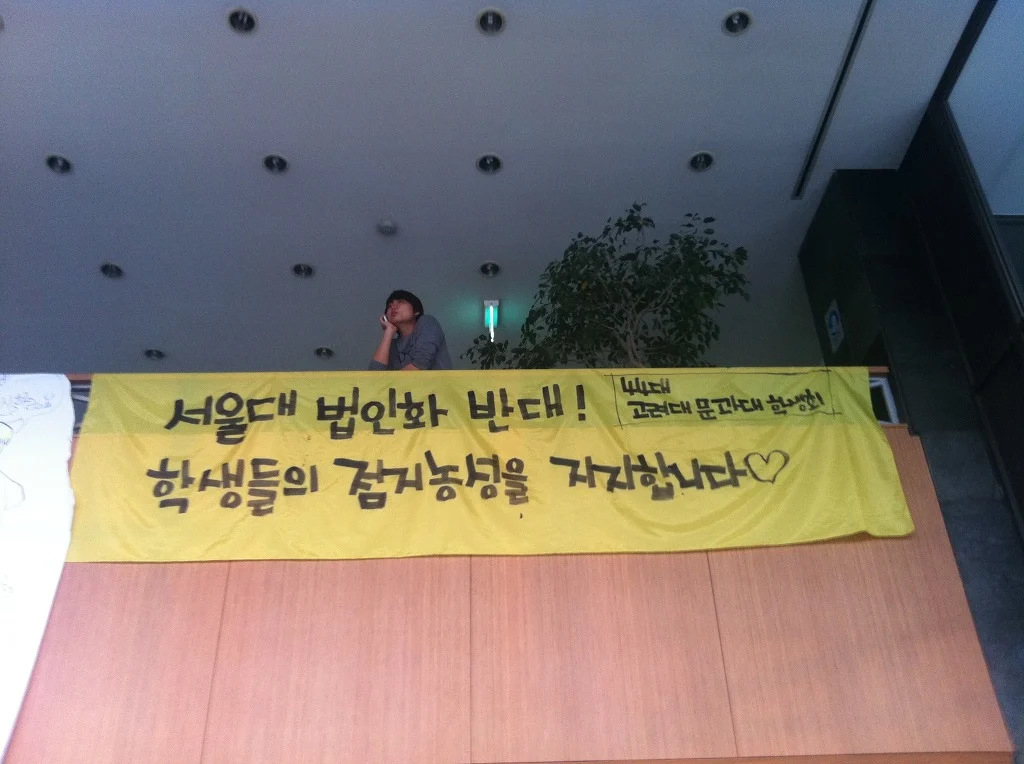 서울대 법인화 반대!
고려대 문과대 학생회
학생들의 점거농성을 지지합니다♡